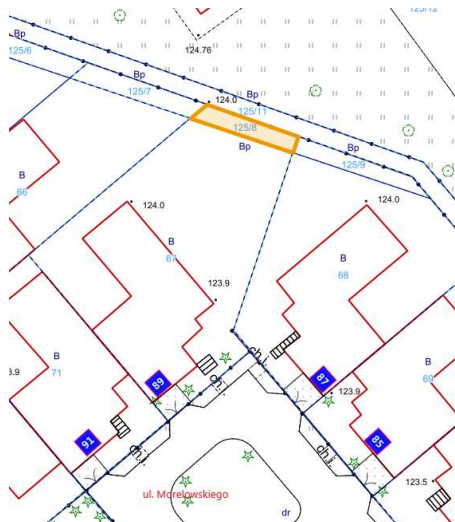 125/12
124.76
Bp
125/6
Bp
125/7
124.0
Bp
125/11
125/8
Bp
Bp
125/9
B
66
124.0
124.0
B
67
B
68
123.9
ch.j.
3.9
B
71
89
ch.j.
87
123.9
B
69
91
ch.j.
ch.j.
85
ul. Morelowskiego
dr
123.5